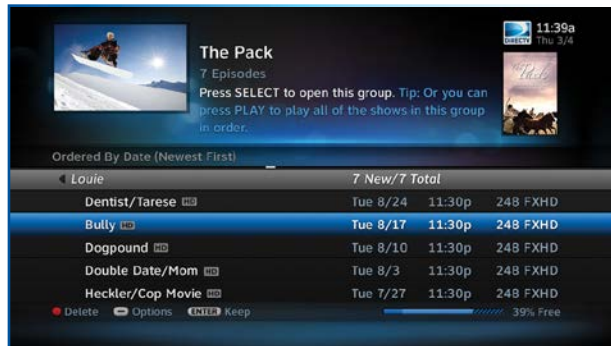 The Pack
7 Episodes
Press SELECT to open this group. Tip: Or you can
press PLAY to play all of the shows in this group
in order.
DIRECTV
11:39a
Thu 3/4
Ordered By Date (Newest First)
Louie 7 New/7 Total
Dentist/Tarese HD Tue 8/24 11:30p 248 FXHD
Bully HD Tue 8/17 11:30p 248 FXHD
Dogpound HD Tue 8/10 11:30p 248 FXHD
Double Date/Mom HD Tue 8/3 11:30p 248 FXHD
Heckler/Cop Movie HD Tue 7/27 11:30p 248 FXHD
Delete Options ENTER Keep 39% Free